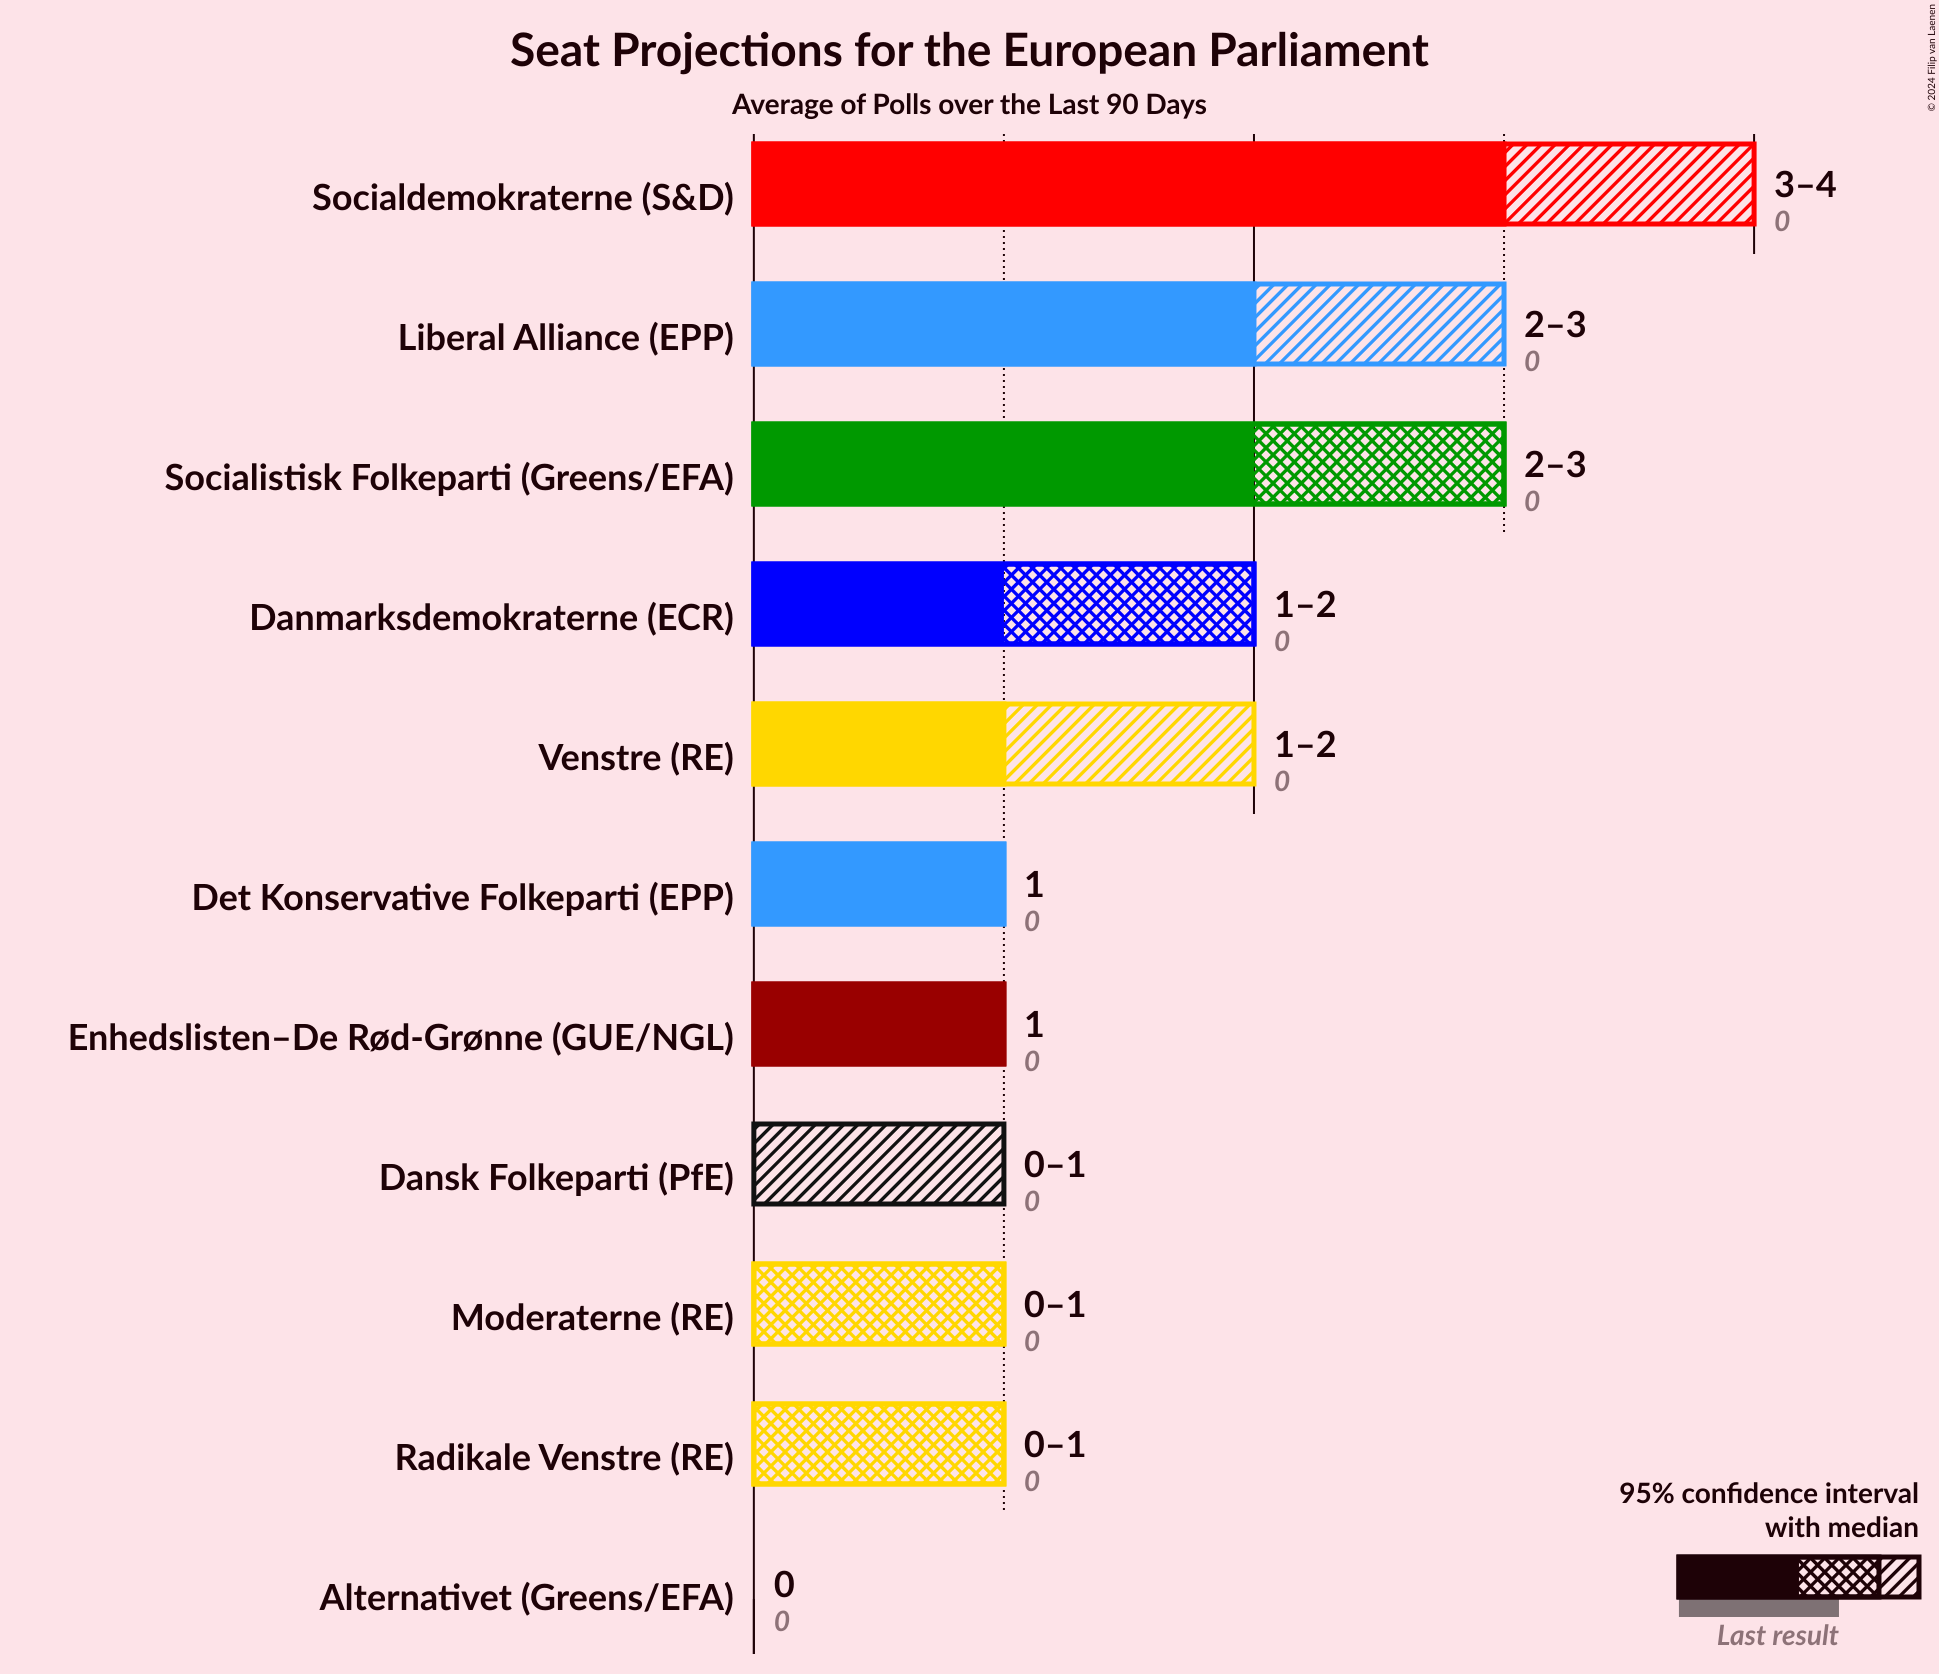 Seat Projections for the European Parliament
Average of Polls over the Last 90 Days
© 2024 Filip van Laenen
Socialdemokraterne (S&D)
3–4
0
Liberal Alliance (EPP)
2–3
0
Socialistisk Folkeparti (Greens/EFA)
2–3
0
Danmarksdemokraterne (ECR)
1–2
0
Venstre (RE)
1–2
0
Det Konservative Folkeparti (EPP)
1
0
Enhedslisten–De Rød-Grønne (GUE/NGL)
1
0
Dansk Folkeparti (PfE)
0–1
0
Moderaterne (RE)
0–1
0
Radikale Venstre (RE)
0–1
0
Alternativet (Greens/EFA)
0
0
95% confidence interval
with median
Last result